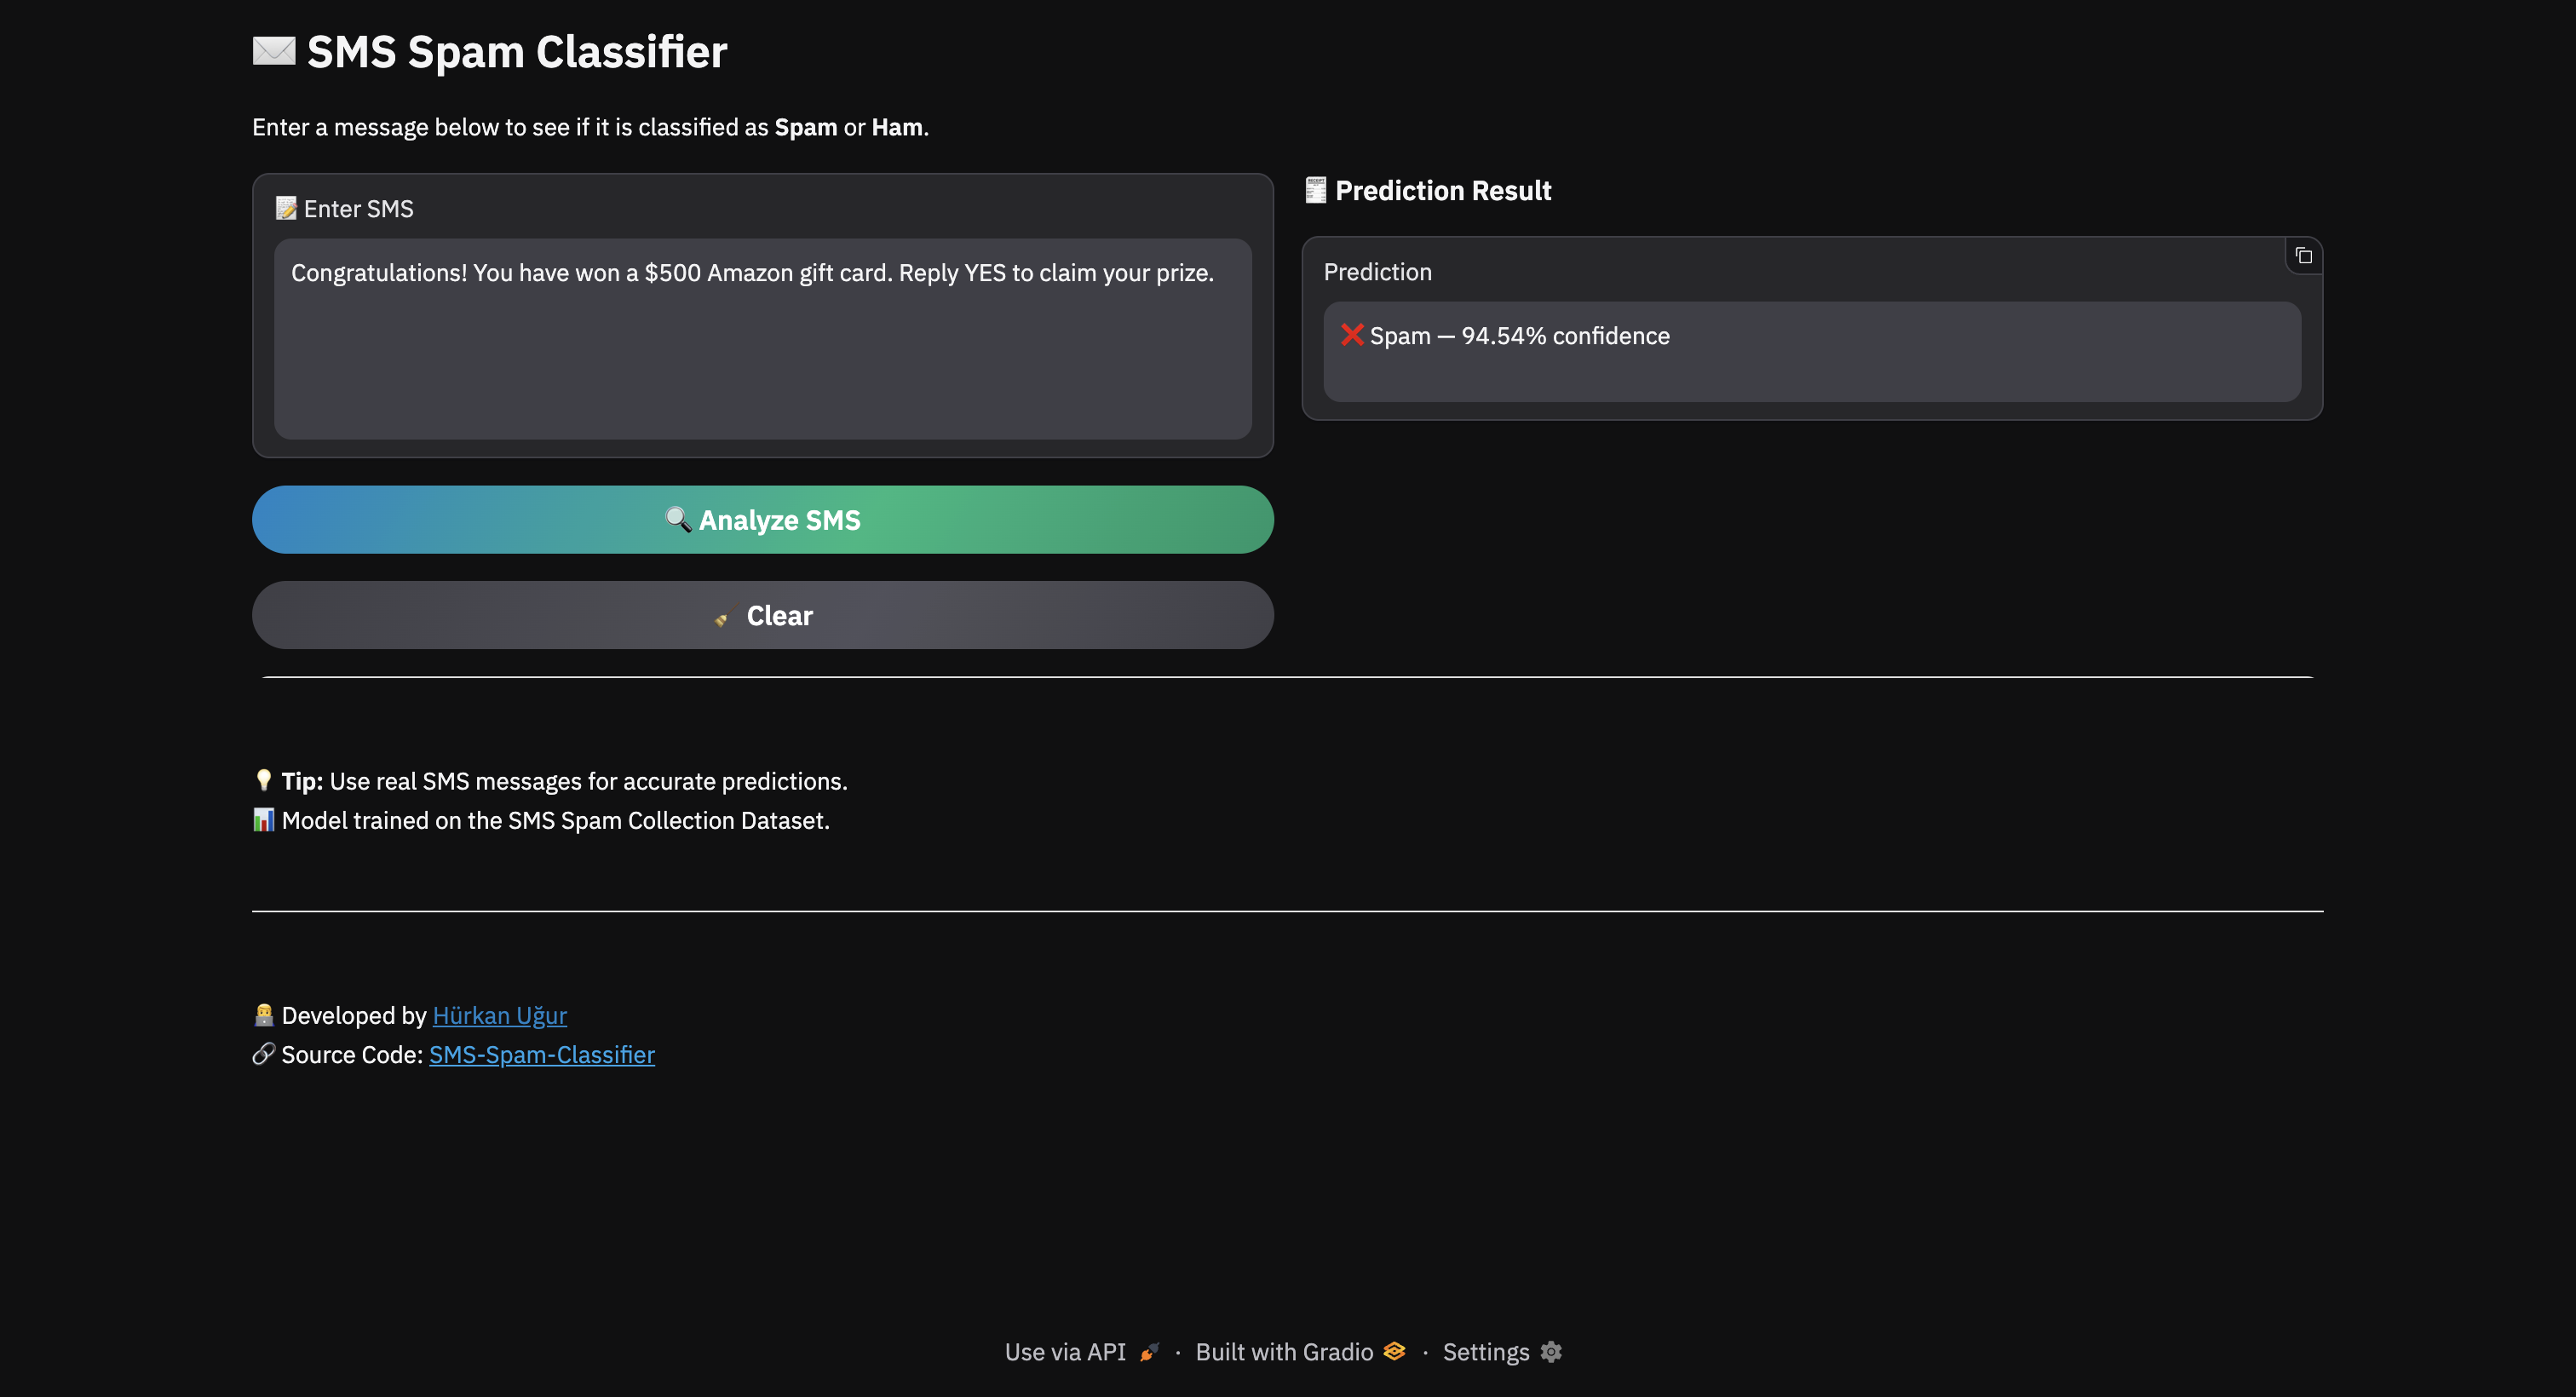 ✉️ SMS Spam Classifier
Enter a message below to see if it is classified as Spam or Ham.
📝 Enter SMS
Congratulations! You have won a $500 Amazon gift card. Reply YES to claim your prize.
🔍 Analyze SMS
🧹 Clear
🧾 Prediction Result
Prediction
❌ Spam — 94.54% confidence
💡 Tip: Use real SMS messages for accurate predictions.
📊 Model trained on the SMS Spam Collection Dataset.
👨‍💻 Developed by Hürkan Uğur
🔗 Source Code: SMS-Spam-Classifier
Use via API · Built with Gradio · Settings